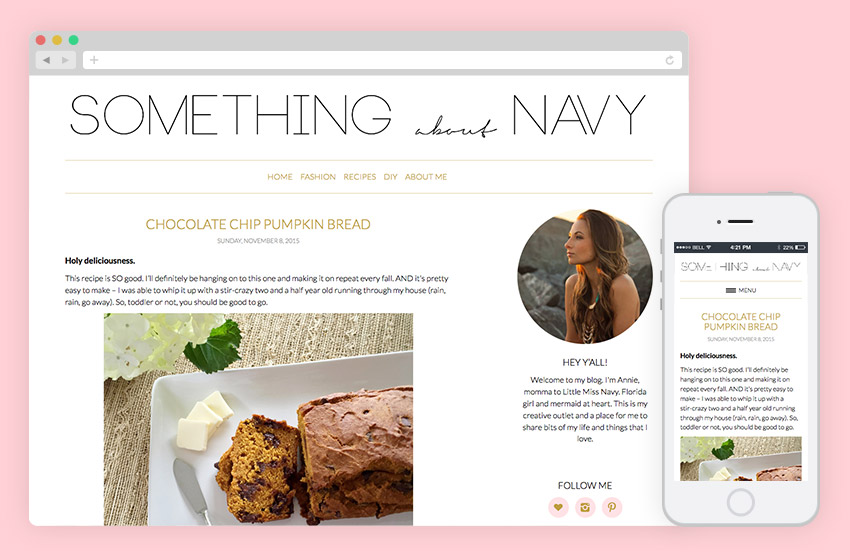 SOMETHING about NAVY
HOME FASHION RECIPES DIY ABOUT ME
CHOCOLATE CHIP PUMPKIN BREAD
SUNDAY, NOVEMBER 8, 2015
Holy deliciousness.
This recipe is SO good. I'll definitely be hanging on to this one and making it on repeat every fall. AND it's pretty
easy to make – I was able to whip it up with a stir-crazy two and a half year old running through my house (rain,
rain, go away). So, toddler or not, you should be good to go.
HEY Y'ALL!
Welcome to my blog. I'm Annie,
momma to Little Miss Navy, Florida
girl and mermaid at heart. This is my
creative outlet and a place for me to
share bits of my life and things that I
love.
FOLLOW ME
BELL 4:21 PM 22%
SOMETHING about NAVY
MENU
CHOCOLATE CHIP
PUMPKIN BREAD
SUNDAY, NOVEMBER 8, 2015
Holy deliciousness.
This recipe is SO good. I'll definitely be
hanging on to this one and making it on
repeat every fall. AND it's pretty easy to
make – I was able to whip it up with a
stir-crazy two and a half year old running
through my house (rain, rain, go away). So,
toddler or not, you should be good to go.